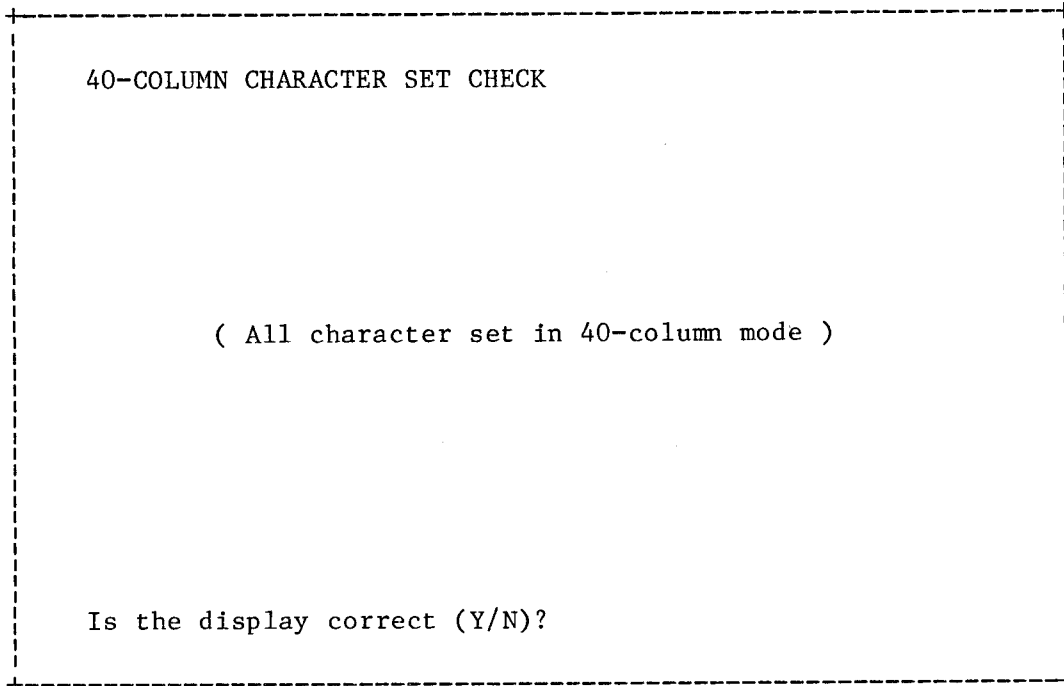 40-COLUMN CHARACTER SET CHECK
( All character set in 40-column mode )
Is the display correct (Y/N)?